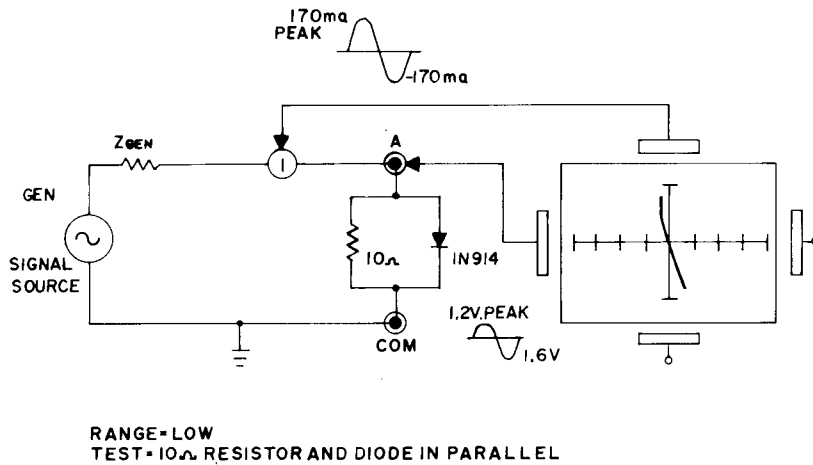 170ma
PEAK
-170ma
ZGEN
I
A
GEN
SIGNAL
SOURCE
10Ω
1N914
1.2V. PEAK
1.6V
COM
RANGE=LOW
TEST=10Ω RESISTOR AND DIODE IN PARALLEL